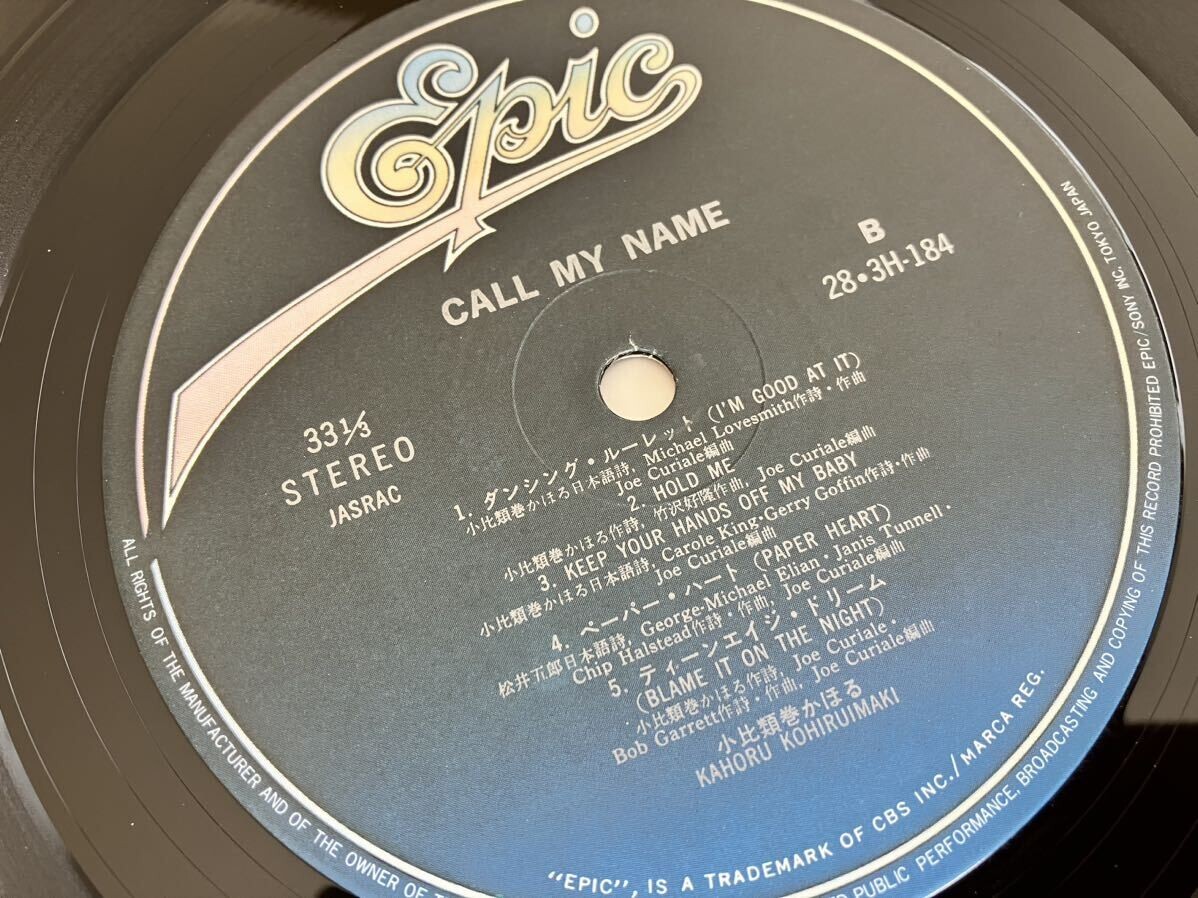 Epic
CALL MY NAME
B
28・3H-184
33 1/3
STEREO
JASRAC
1. ダンシング・ルーレット (I'M GOOD AT IT)
小比類巻かほる日本語詩, Michael Lovesmith作詩・作曲
Joe Curiale編曲
2. HOLD ME
小比類巻かほる作詩, 竹沢好隆作曲, Joe Curiale編曲
3. KEEP YOUR HANDS OFF MY BABY
小比類巻かほる日本語詩, Carole King・Gerry Goffin作詩・作曲
Joe Curiale編曲
4. ペーパー・ハート (PAPER HEART)
松井五郎日本語詩, George・Michael Elian・Janis Tunnell・
Chip Halstead作詩・作曲, Joe Curiale編曲
5. ティーンエイジ・ドリーム
(BLAME IT ON THE NIGHT)
小比類巻かほる作詩, Joe Curiale・
Bob Garrett作詩・作曲, Joe Curiale編曲
小比類巻かほる
KAHORU KOHIRUIMAKI
"EPIC", IS A TRADEMARK OF CBS INC./MARCA REG.
ALL RIGHTS OF THE MANUFACTURER AND OF THE OWNER OF
PUBLIC PERFORMANCE, BROADCASTING AND COPYING OF THIS RECORD PROHIBITED EPIC/SONY INC. TOKYO JAPAN